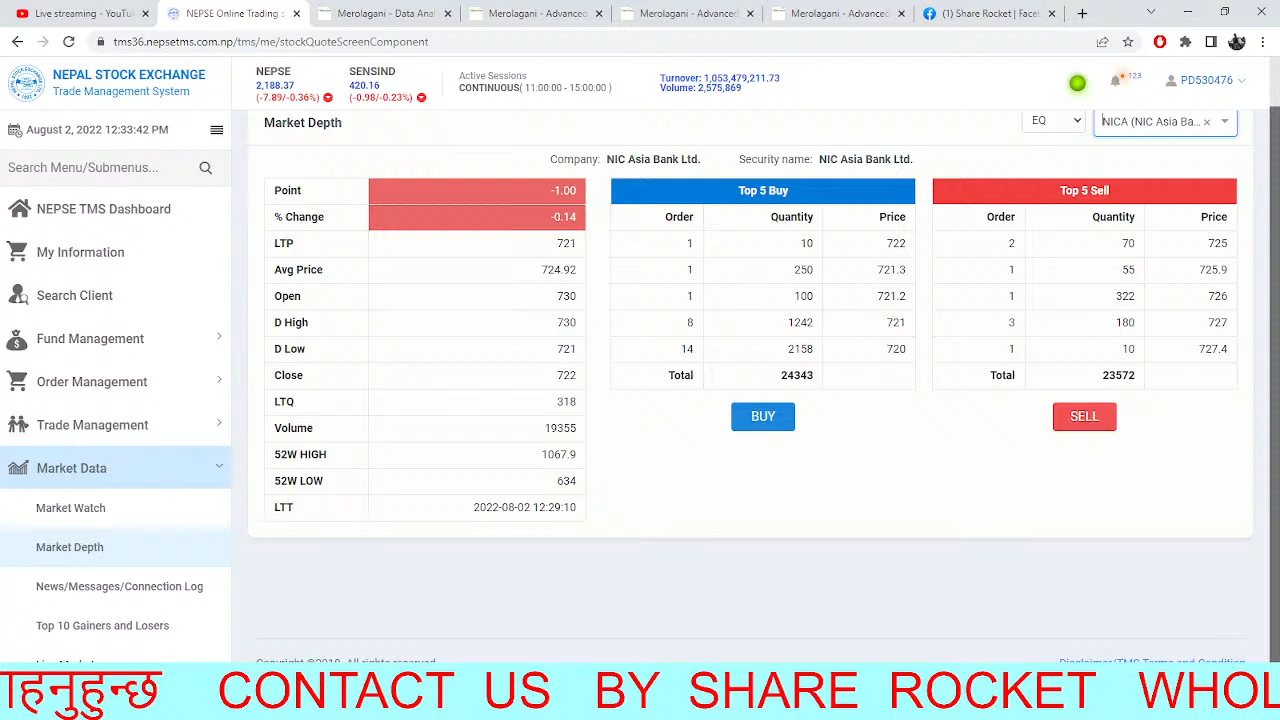 Live streaming - YouTu
NEPSE Online Trading s
Merolagani - Data Anal
Merolagani - Advanced
Merolagani - Advanced
Merolagani - Advanced
(1) Share Rocket | Face
tms36.nepsetms.com.np/tms/me/stockQuoteScreenComponent
NEPAL STOCK EXCHANGE
Trade Management System
NEPSE
2,188.37
(-7.89/-0.36%)
SENSIND
420.16
(-0.98/-0.23%)
Active Sessions
CONTINUOUS( 11:00:00 - 15:00:00 )
Turnover: 1,053,479,211.73
Volume: 2,575,869
123
PD530476
August 2, 2022 12:33:42 PM
Search Menu/Submenus...
NEPSE TMS Dashboard
My Information
Search Client
Fund Management
Order Management
Trade Management
Market Data
Market Watch
Market Depth
News/Messages/Connection Log
Top 10 Gainers and Losers
Market Depth
EQ
NICA (NIC Asia Ba...
Company: NIC Asia Bank Ltd. Security name: NIC Asia Bank Ltd.
Point -1.00
% Change -0.14
LTP 721
Avg Price 724.92
Open 730
D High 730
D Low 721
Close 722
LTQ 318
Volume 19355
52W HIGH 1067.9
52W LOW 634
LTT 2022-08-02 12:29:10
Top 5 Buy
Order Quantity Price
1 10 722
1 250 721.3
1 100 721.2
8 1242 721
14 2158 720
Total 24343
BUY
Top 5 Sell
Order Quantity Price
2 70 725
1 55 725.9
1 322 726
3 180 727
1 10 727.4
Total 23572
SELL
Copyright ©2018. All rights reserved.
Disclaimer/TMS Terms and Condition
हनुहुन्छ CONTACT US BY SHARE ROCKET WHOL